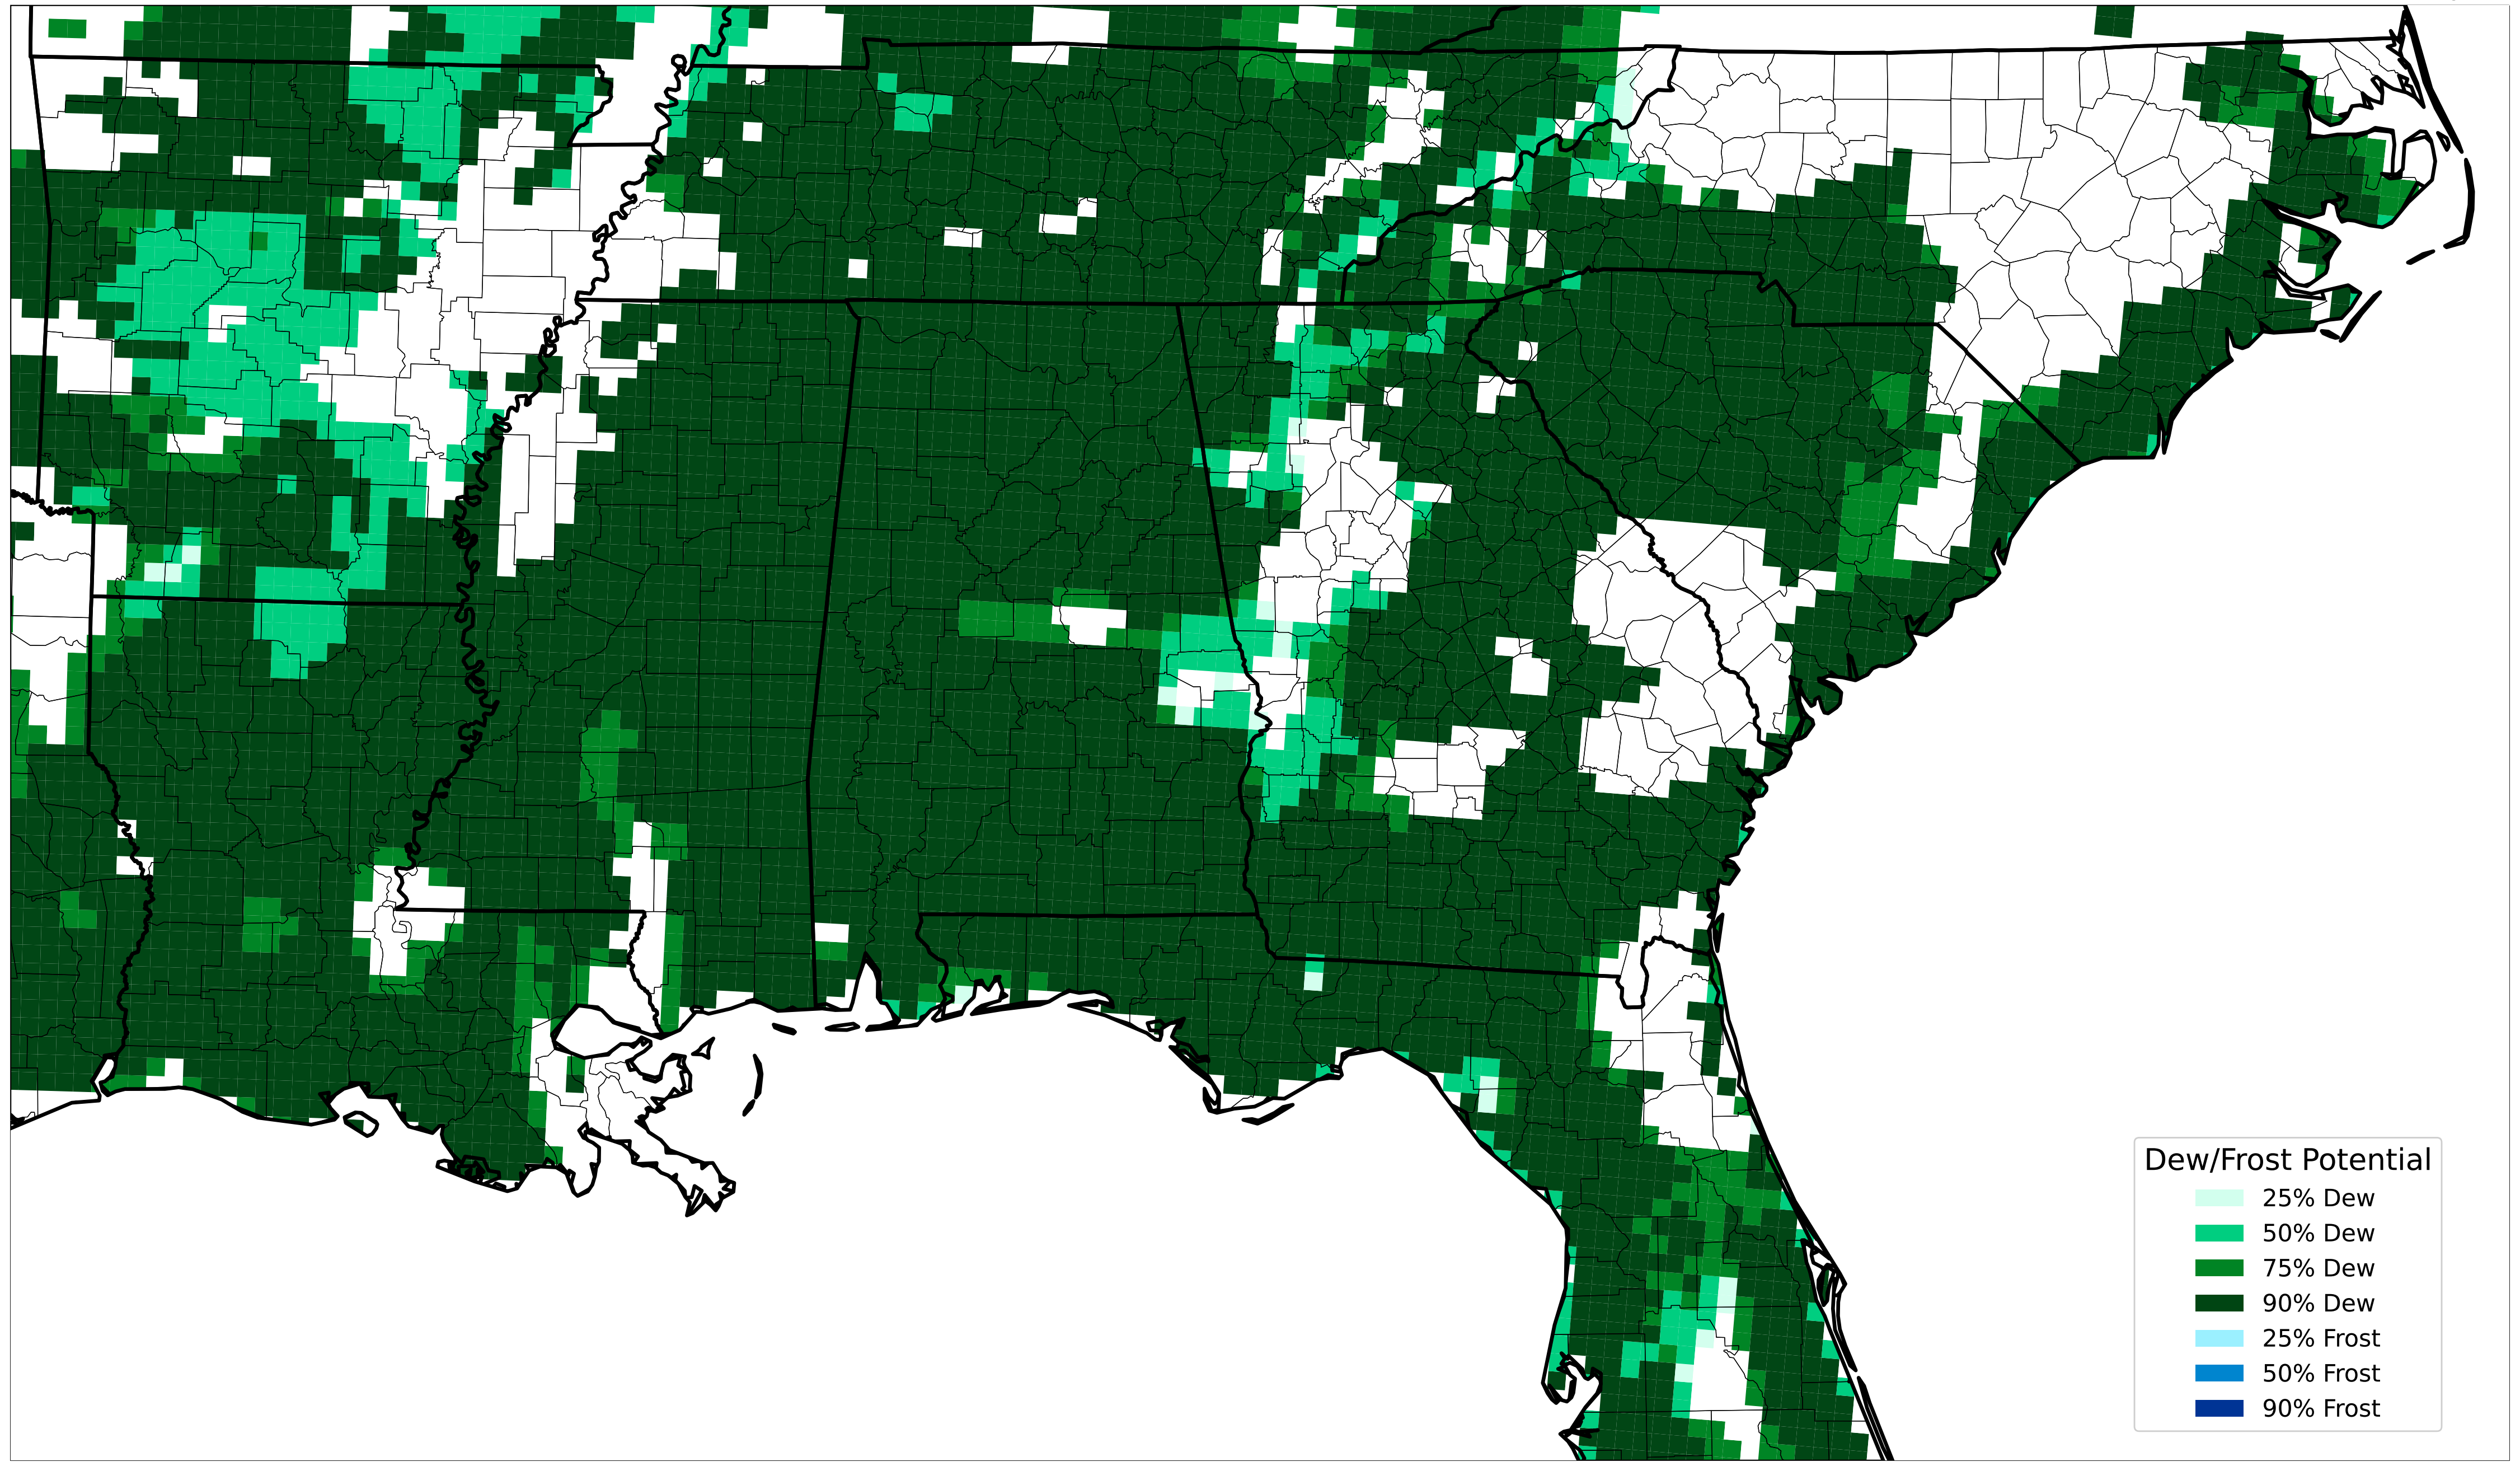 Dew/Frost Potential
25% Dew
50% Dew
75% Dew
90% Dew
25% Frost
50% Frost
90% Frost